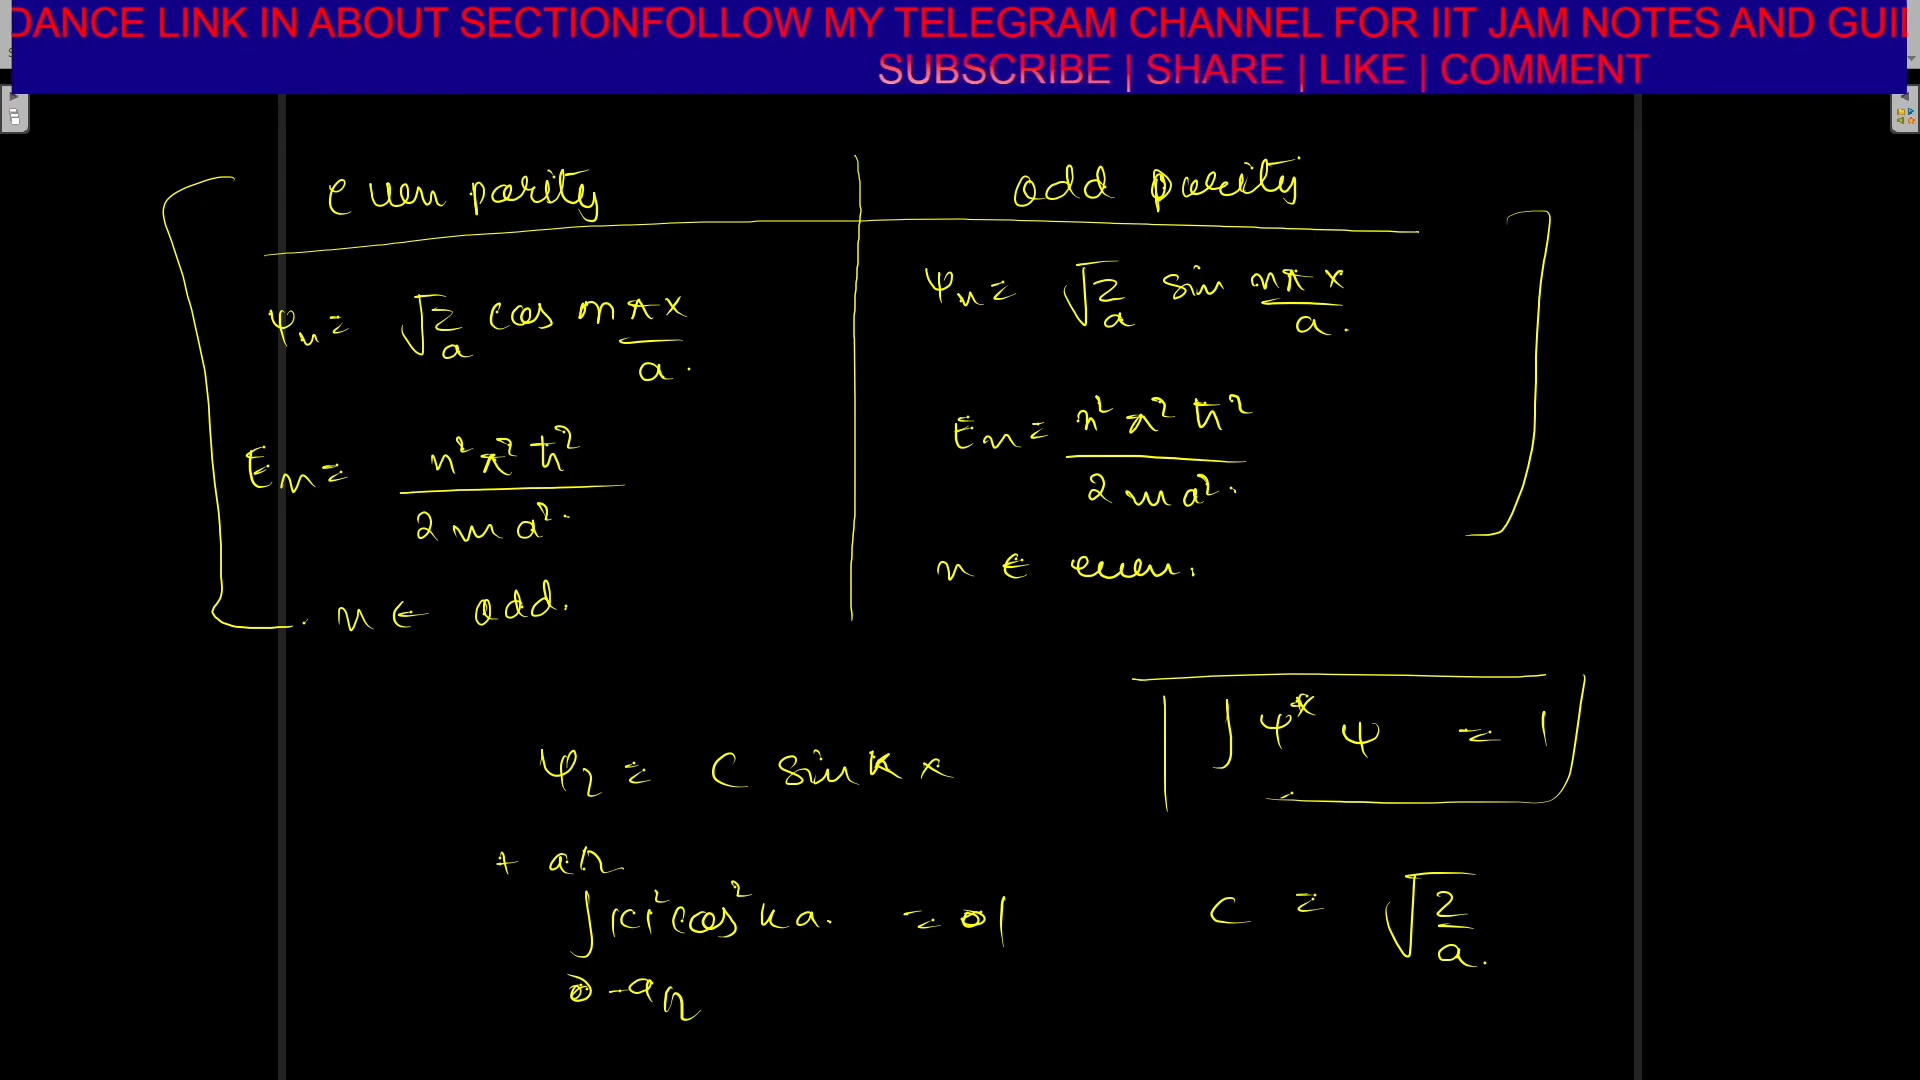 DANCE LINK IN ABOUT SECTIONFOLLOW MY TELEGRAM CHANNEL FOR IIT JAM NOTES AND GUI
SUBSCRIBE | SHARE | LIKE | COMMENT
even parity
ψn = √(2/a) cos nπx/a.
En = n²π²ħ²/2ma².
n ∈ odd.
odd parity
ψn = √(2/a) sin nπx/a.
En = n²π²ħ²/2ma².
n ∈ even.
∫ψ*ψ = 1
ψ2 = C sin kx
+a/2
∫|C|² cos² ka. = 1
-a/2
C = √(2/a).